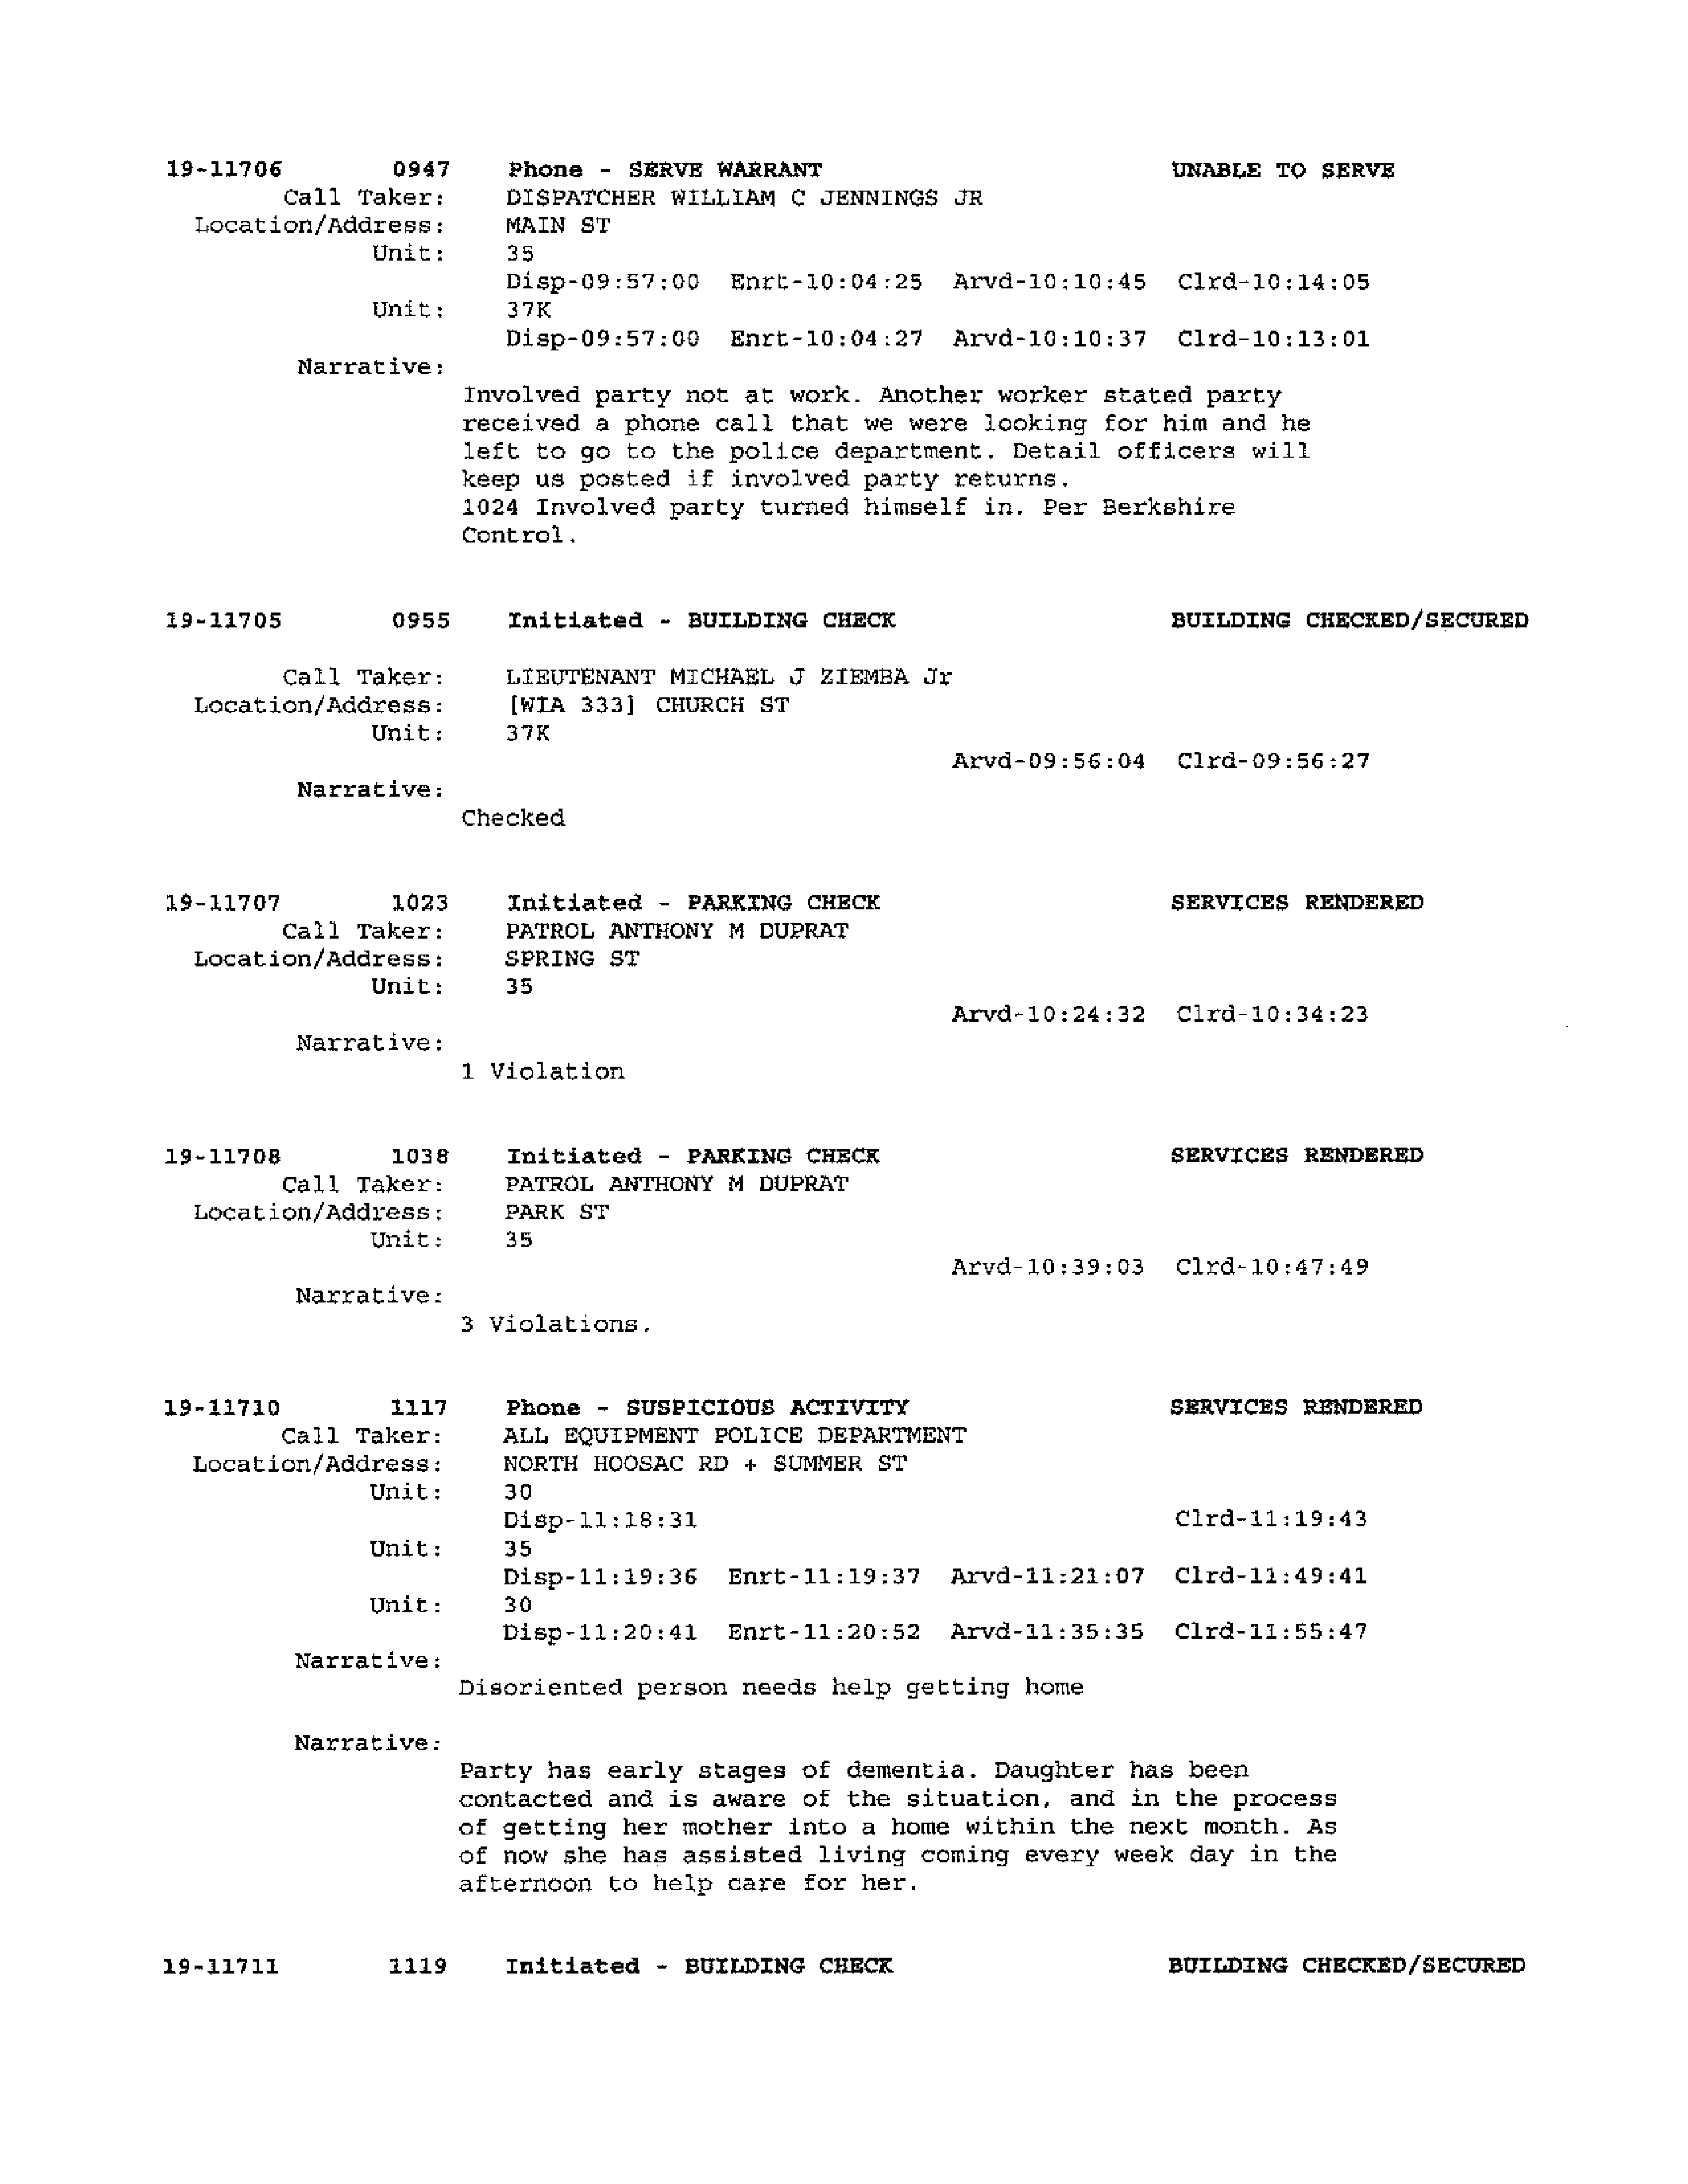 19-11706 0947 Phone - SERVE WARRANT UNABLE TO SERVE
Call Taker: DISPATCHER WILLIAM C JENNINGS JR
Location/Address: MAIN ST
Unit: 35
Disp-09:57:00 Enrt-10:04:25 Arvd-10:10:45 Clrd-10:14:05
Unit: 37K
Disp-09:57:00 Enrt-10:04:27 Arvd-10:10:37 Clrd-10:13:01
Narrative:
Involved party not at work. Another worker stated party
received a phone call that we were looking for him and he
left to go to the police department. Detail officers will
keep us posted if involved party returns.
1024 Involved party turned himself in. Per Berkshire
Control.
19-11705 0955 Initiated - BUILDING CHECK BUILDING CHECKED/SECURED
Call Taker: LIEUTENANT MICHAEL J ZIEMBA Jr
Location/Address: [WIA 333] CHURCH ST
Unit: 37K
Arvd-09:56:04 Clrd-09:56:27
Narrative:
Checked
19-11707 1023 Initiated - PARKING CHECK SERVICES RENDERED
Call Taker: PATROL ANTHONY M DUPRAT
Location/Address: SPRING ST
Unit: 35
Arvd-10:24:32 Clrd-10:34:23
Narrative:
1 Violation
19-11708 1038 Initiated - PARKING CHECK SERVICES RENDERED
Call Taker: PATROL ANTHONY M DUPRAT
Location/Address: PARK ST
Unit: 35
Arvd-10:39:03 Clrd-10:47:49
Narrative:
3 Violations.
19-11710 1117 Phone - SUSPICIOUS ACTIVITY SERVICES RENDERED
Call Taker: ALL EQUIPMENT POLICE DEPARTMENT
Location/Address: NORTH HOOSAC RD + SUMMER ST
Unit: 30
Disp-11:18:31 Clrd-11:19:43
Unit: 35
Disp-11:19:36 Enrt-11:19:37 Arvd-11:21:07 Clrd-11:49:41
Unit: 30
Disp-11:20:41 Enrt-11:20:52 Arvd-11:35:35 Clrd-11:55:47
Narrative:
Disoriented person needs help getting home
Narrative:
Party has early stages of dementia. Daughter has been
contacted and is aware of the situation, and in the process
of getting her mother into a home within the next month. As
of now she has assisted living coming every week day in the
afternoon to help care for her.
19-11711 1119 Initiated - BUILDING CHECK BUILDING CHECKED/SECURED